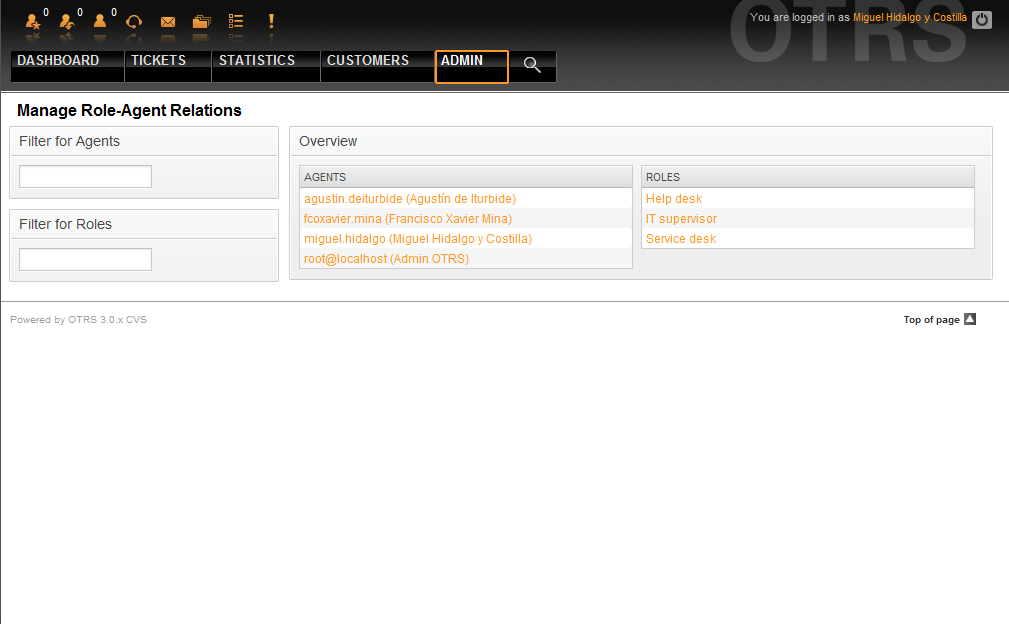 0 0 0
OTRS
You are logged in as Miguel Hidalgo y Costilla
DASHBOARD TICKETS STATISTICS CUSTOMERS ADMIN
Manage Role-Agent Relations
Filter for Agents
Filter for Roles
Overview
AGENTS
agustin.deiturbide (Agustín de Iturbide)
fcoxavier.mina (Francisco Xavier Mina)
miguel.hidalgo (Miguel Hidalgo y Costilla)
root@localhost (Admin OTRS)
ROLES
Help desk
IT supervisor
Service desk
Powered by OTRS 3.0.x CVS
Top of page